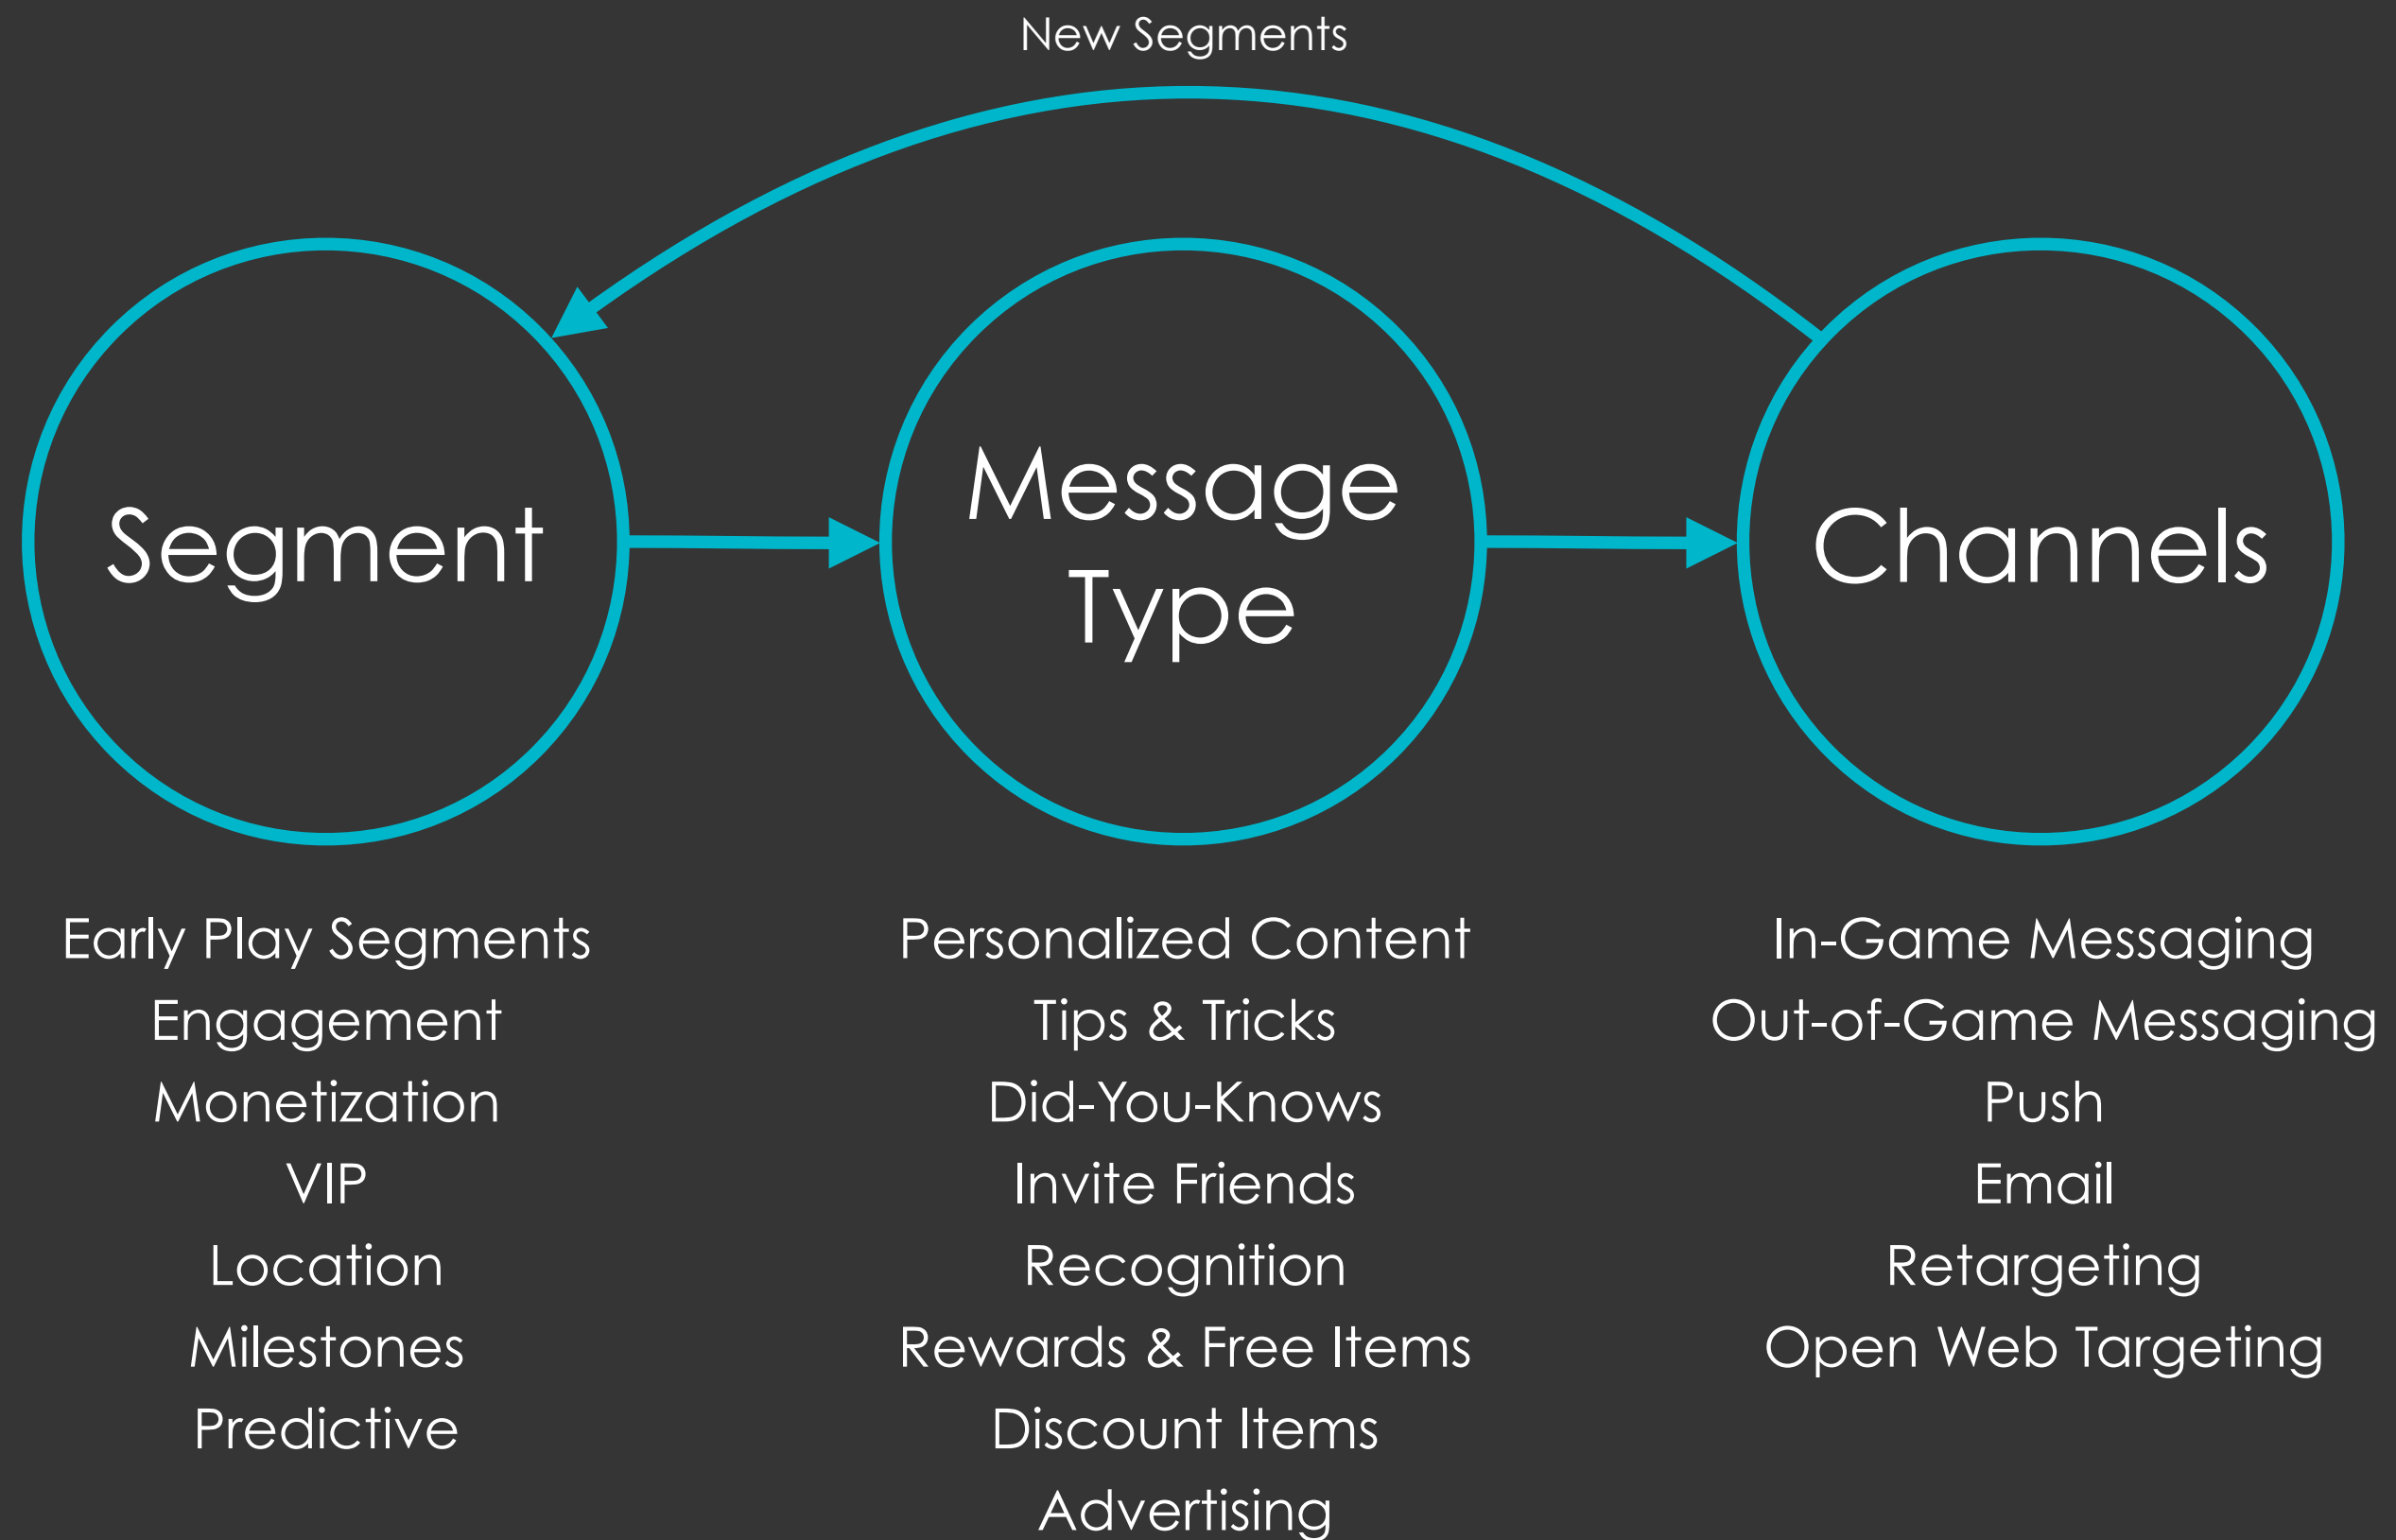 New Segments
Segment
Message
Type
Channels
Early Play Segments
Engagement
Monetization
VIP
Location
Milestones
Predictive
Personalized Content
Tips & Tricks
Did-You-Knows
Invite Friends
Recognition
Rewards & Free Items
Discount Items
Advertising
In-Game Messaging
Out-of-Game Messaging
Push
Email
Retargeting
Open Web Targeting